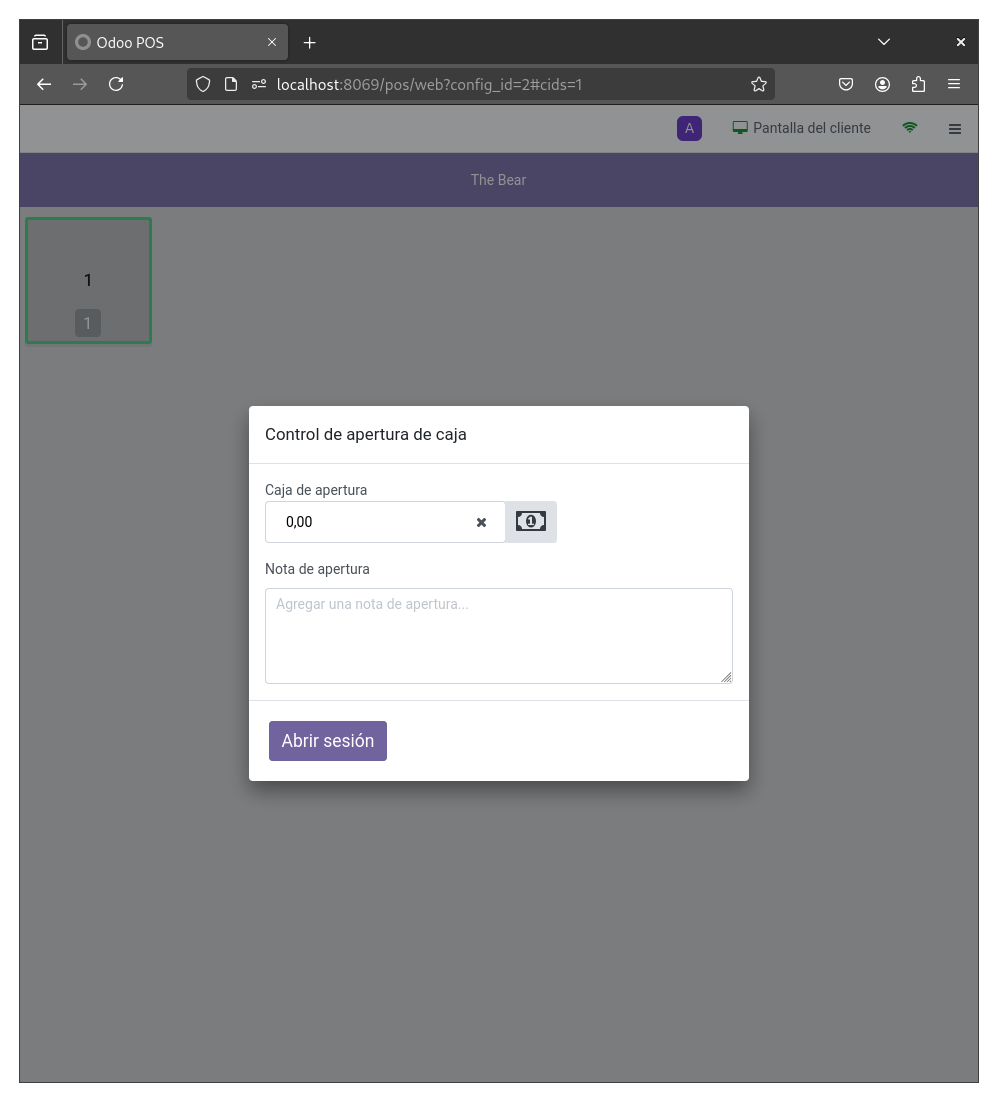 Odoo POS
localhost:8069/pos/web?config_id=2#cids=1
A Pantalla del cliente
The Bear
1
1
Control de apertura de caja
Caja de apertura
0,00
Nota de apertura
Agregar una nota de apertura...
Abrir sesión